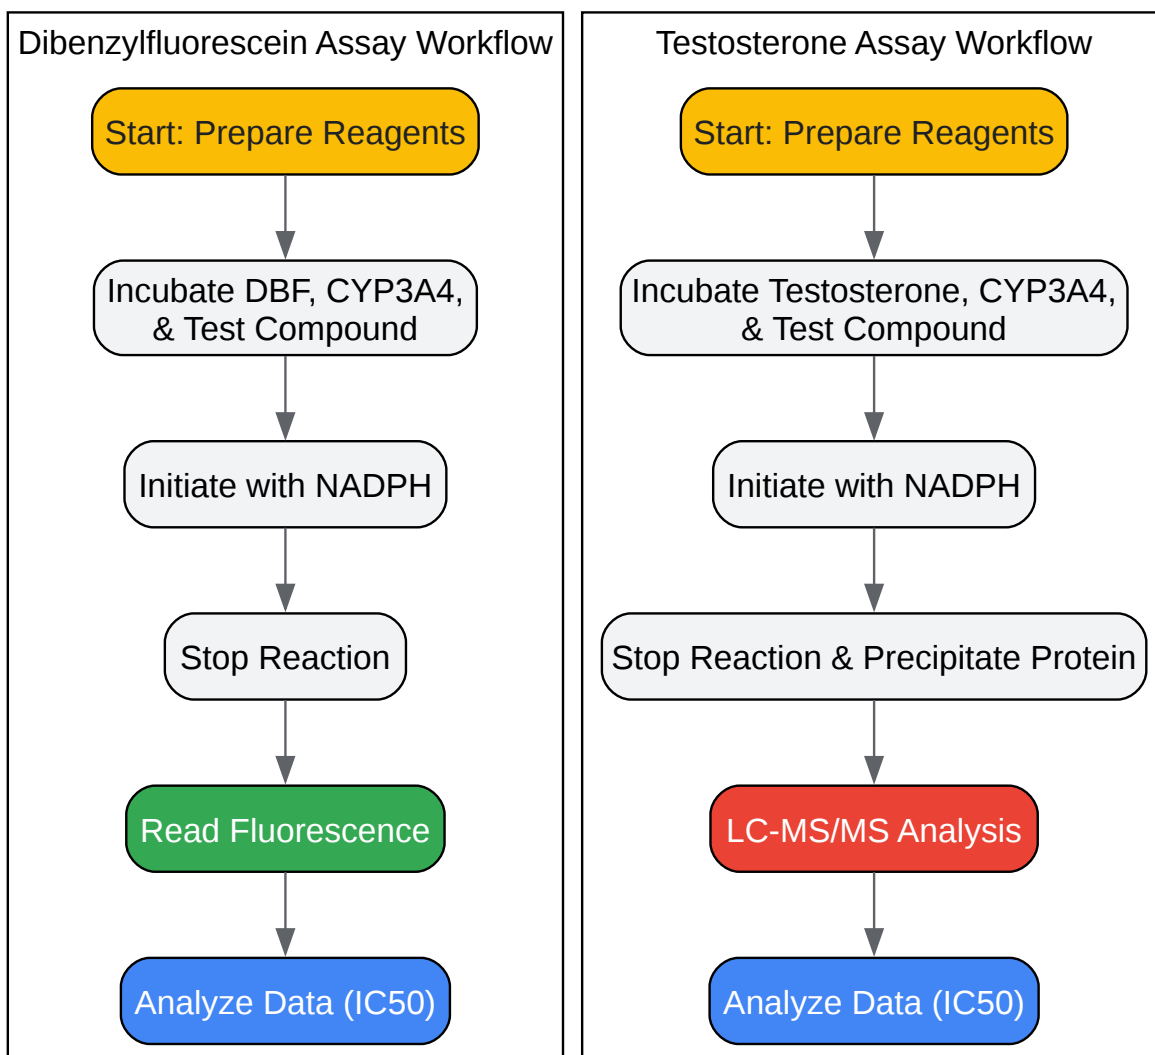 Dibenzylfluorescein Assay Workflow
Start: Prepare Reagents
Incubate DBF, CYP3A4,
& Test Compound
Initiate with NADPH
Stop Reaction
Read Fluorescence
Analyze Data (IC50)
Testosterone Assay Workflow
Start: Prepare Reagents
Incubate Testosterone, CYP3A4,
& Test Compound
Initiate with NADPH
Stop Reaction & Precipitate Protein
LC-MS/MS Analysis
Analyze Data (IC50)